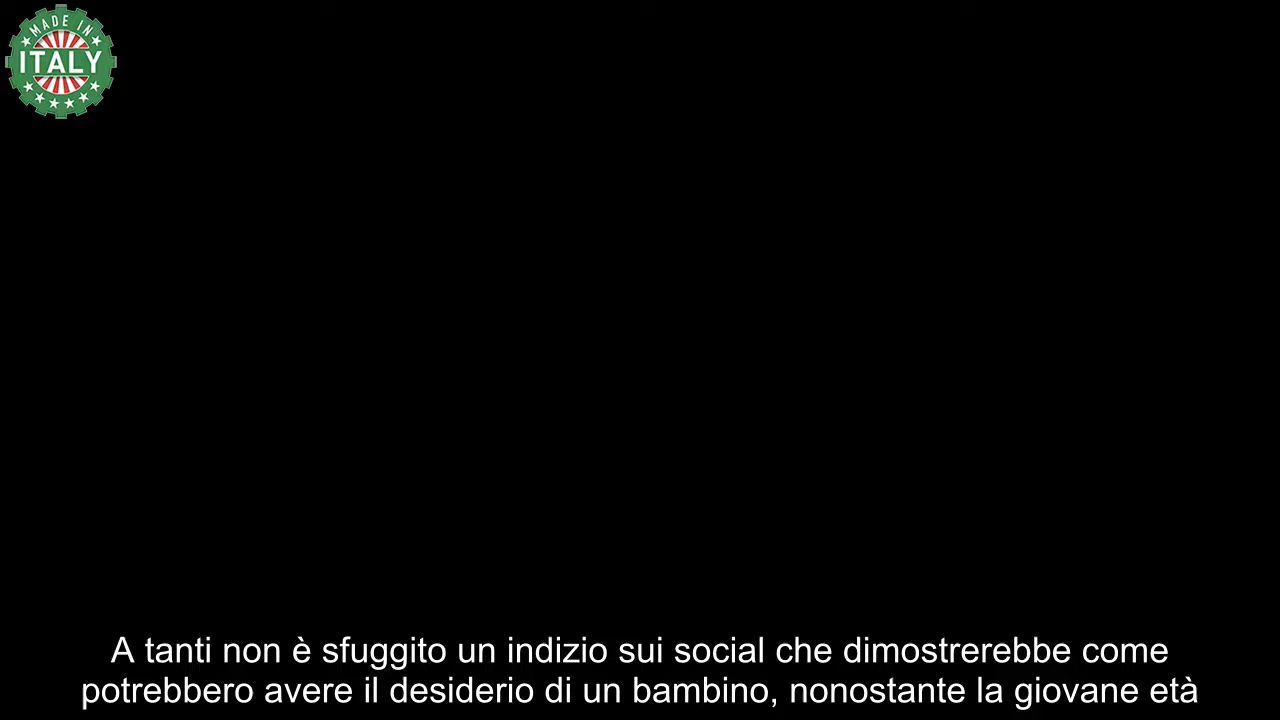 MADE IN
ITALY
A tanti non è sfuggito un indizio sui social che dimostrerebbe come
potrebbero avere il desiderio di un bambino, nonostante la giovane età